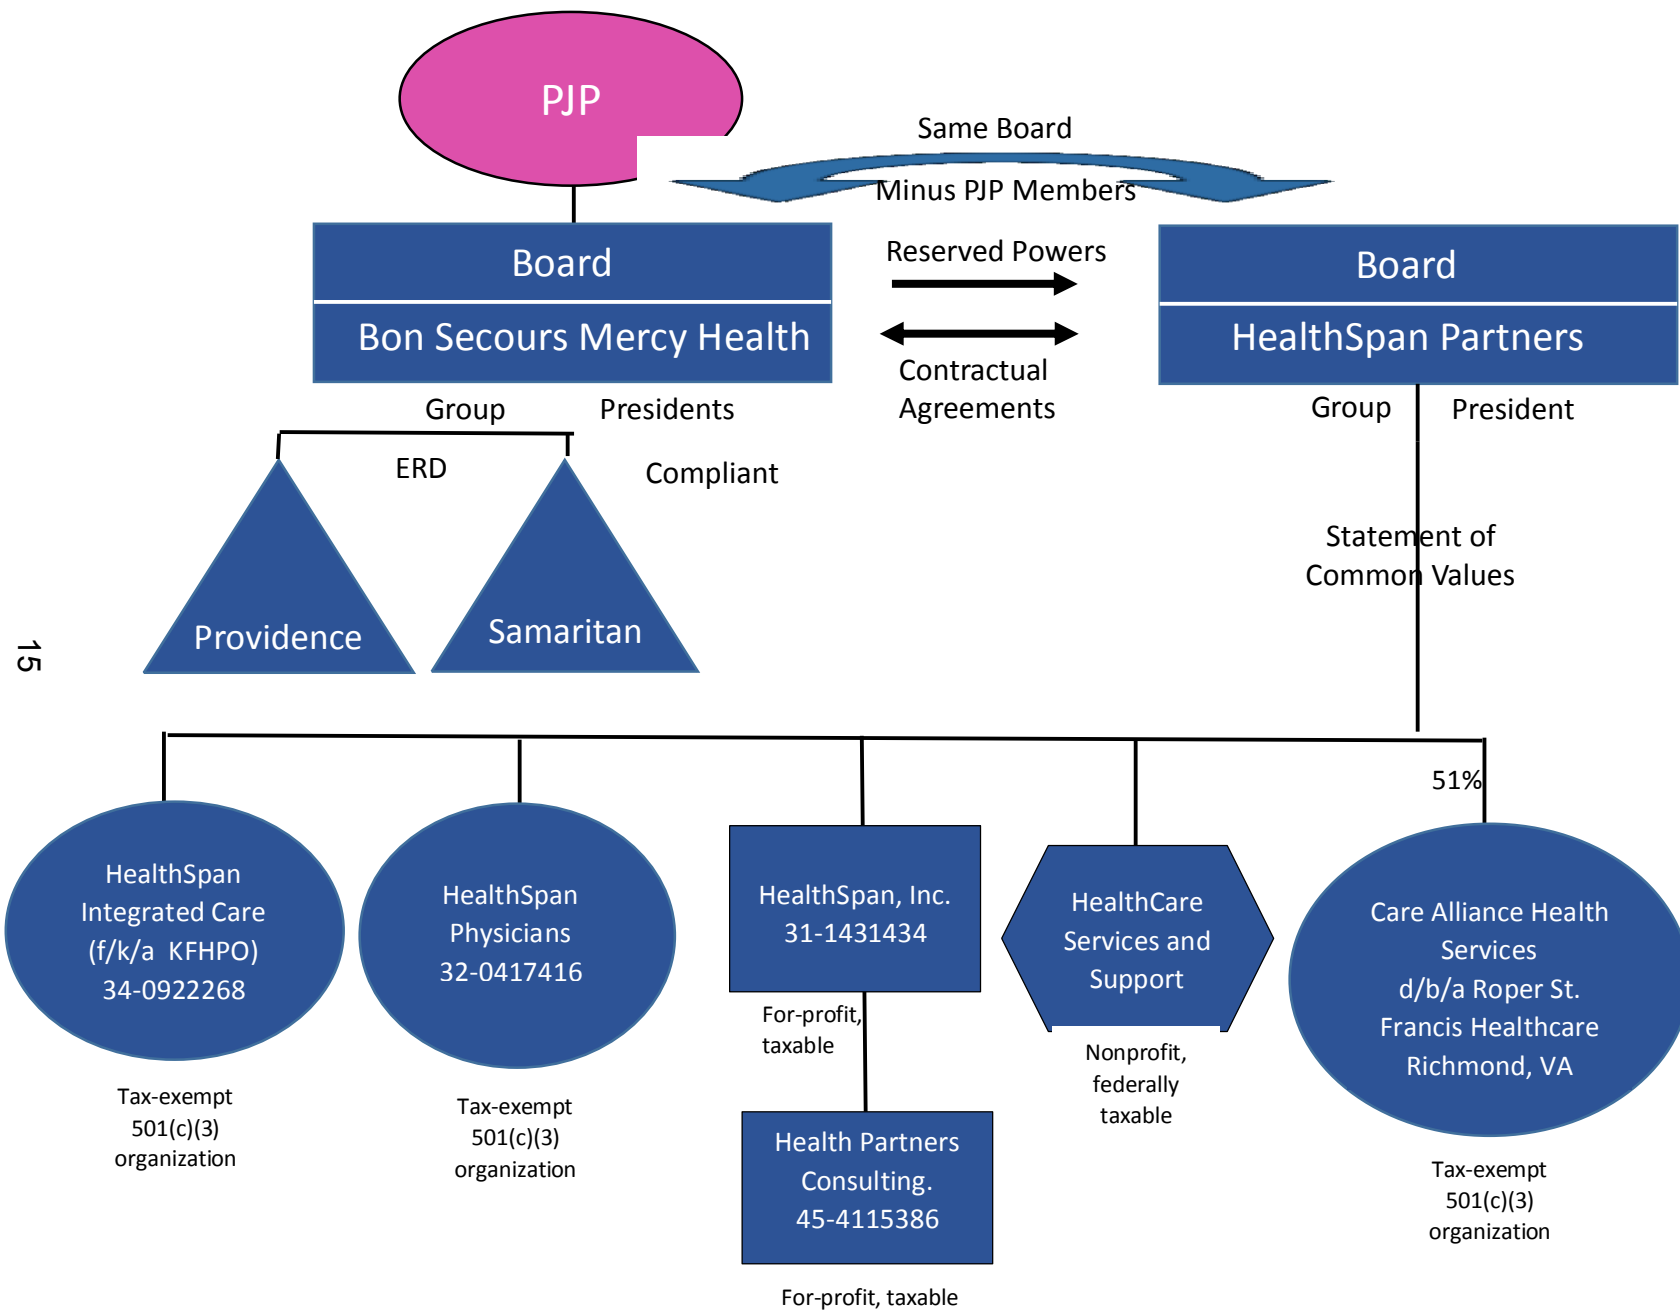 PJP
Same Board
Minus PJP Members
Board
Bon Secours Mercy Health
Reserved Powers
Contractual
Agreements
Board
HealthSpan Partners
Group Presidents
ERD Compliant
Providence
Samaritan
Group President
Statement of
Common Values
15
51%
HealthSpan
Integrated Care
(f/k/a KFHPO)
34-0922268
Tax-exempt
501(c)(3)
organization
HealthSpan
Physicians
32-0417416
Tax-exempt
501(c)(3)
organization
HealthSpan, Inc.
31-1431434
For-profit,
taxable
Health Partners
Consulting.
45-4115386
For-profit, taxable
HealthCare
Services and
Support
Nonprofit,
federally
taxable
Care Alliance Health
Services
d/b/a Roper St.
Francis Healthcare
Richmond, VA
Tax-exempt
501(c)(3)
organization